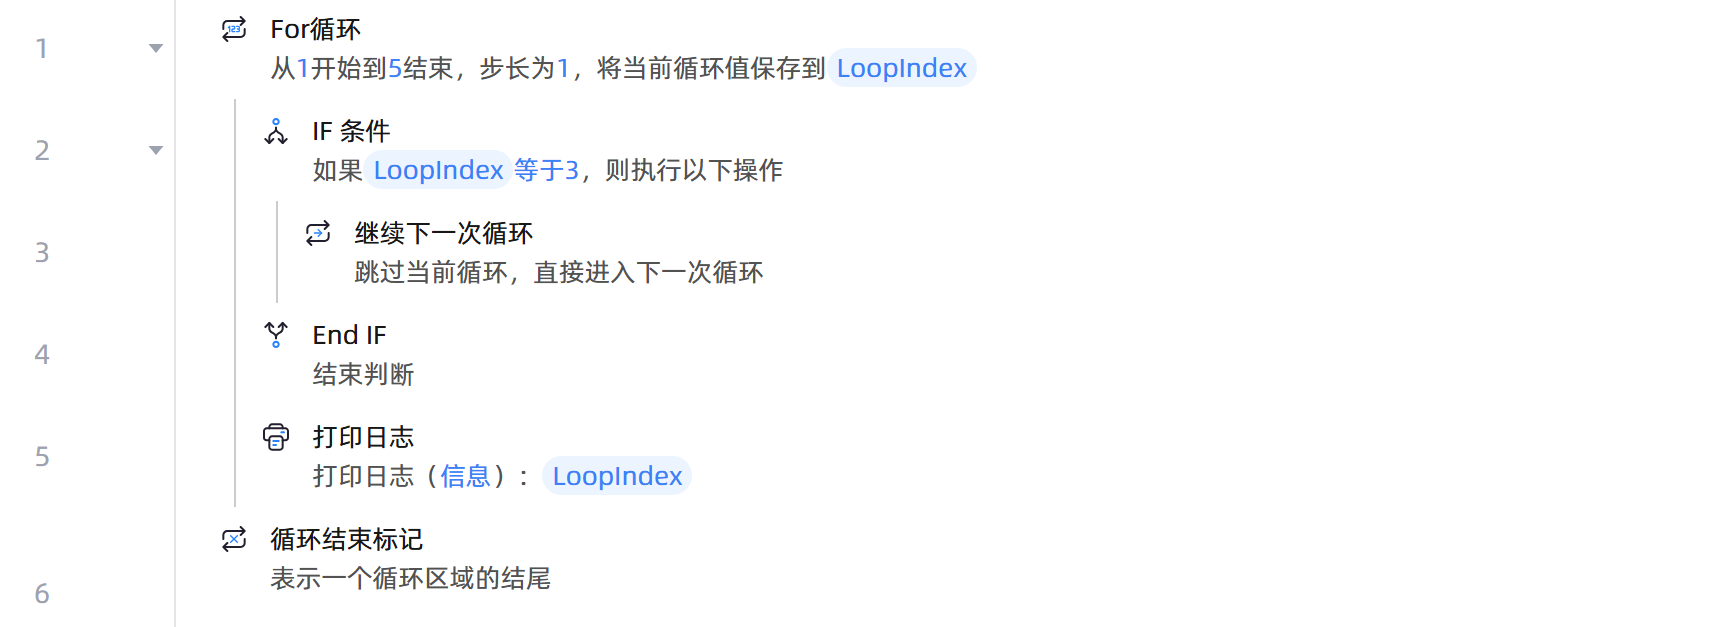 For循环
1
从1开始到5结束，步长为1，将当前循环值保存到 LoopIndex
IF 条件
2
如果 LoopIndex 等于3，则执行以下操作
继续下一次循环
3
跳过当前循环，直接进入下一次循环
End IF
4
结束判断
打印日志
5
打印日志（信息）： LoopIndex
循环结束标记
6
表示一个循环区域的结尾